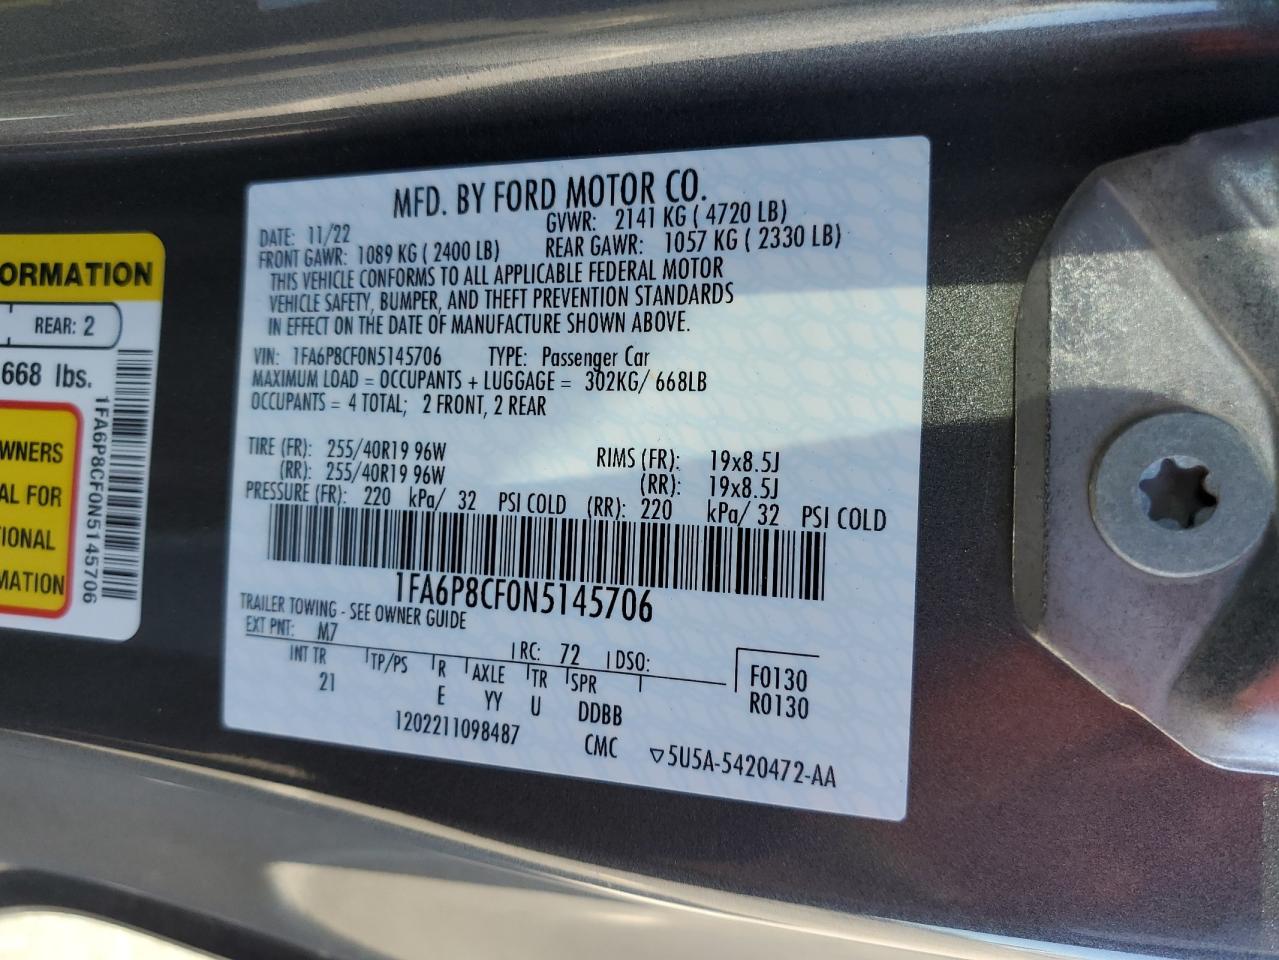 ORMATION
REAR: 2
668 lbs.
WNERS
AL FOR
TIONAL
MATION
1FA6P8CF0N5145706
MFD. BY FORD MOTOR CO.
DATE: 11/22 GVWR: 2141 KG ( 4720 LB)
FRONT GAWR: 1089 KG ( 2400 LB) REAR GAWR: 1057 KG ( 2330 LB)
THIS VEHICLE CONFORMS TO ALL APPLICABLE FEDERAL MOTOR
VEHICLE SAFETY, BUMPER, AND THEFT PREVENTION STANDARDS
IN EFFECT ON THE DATE OF MANUFACTURE SHOWN ABOVE.
VIN: 1FA6P8CF0N5145706 TYPE: Passenger Car
MAXIMUM LOAD = OCCUPANTS + LUGGAGE = 302KG/ 668LB
OCCUPANTS = 4 TOTAL; 2 FRONT, 2 REAR
TIRE (FR): 255/40R19 96W RIMS (FR): 19x8.5J
(RR): 255/40R19 96W (RR): 19x8.5J
PRESSURE (FR): 220 kPa/ 32 PSI COLD (RR): 220 kPa/ 32 PSI COLD
1FA6P8CF0N5145706
TRAILER TOWING - SEE OWNER GUIDE
EXT PNT: M7 RC: 72 DSO:
INT TR TP/PS R AXLE TR SPR F0130
21 E YY U DDBB R0130
1202211098487 CMC ▽5U5A-5420472-AA